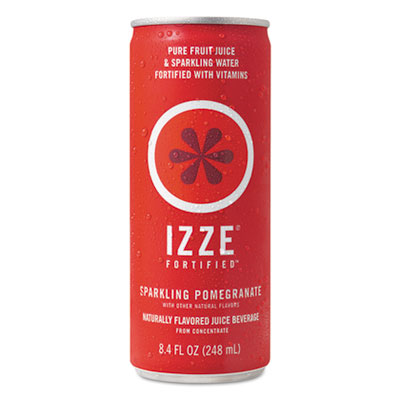 PURE FRUIT JUICE
& SPARKLING WATER
FORTIFIED WITH VITAMINS
IZZE®
FORTIFIED™
SPARKLING POMEGRANATE
WITH OTHER NATURAL FLAVORS
NATURALLY FLAVORED JUICE BEVERAGE
FROM CONCENTRATE
8.4 FL OZ (248 mL)